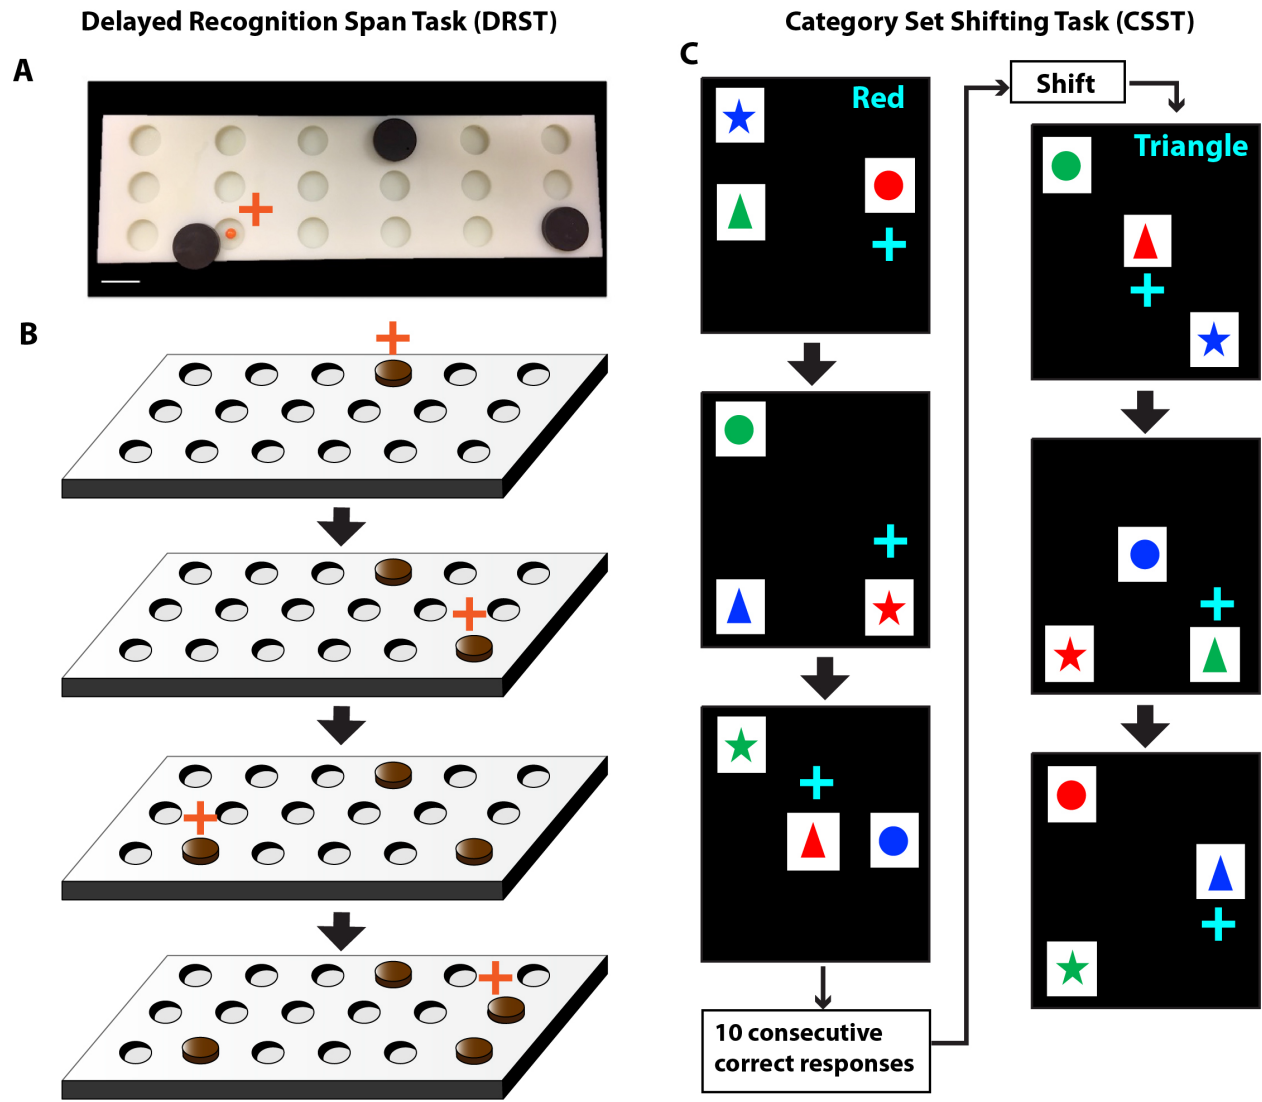 Delayed Recognition Span Task (DRST)
Category Set Shifting Task (CSST)
A
B
C
Red
10 consecutive
correct responses
Shift
Triangle